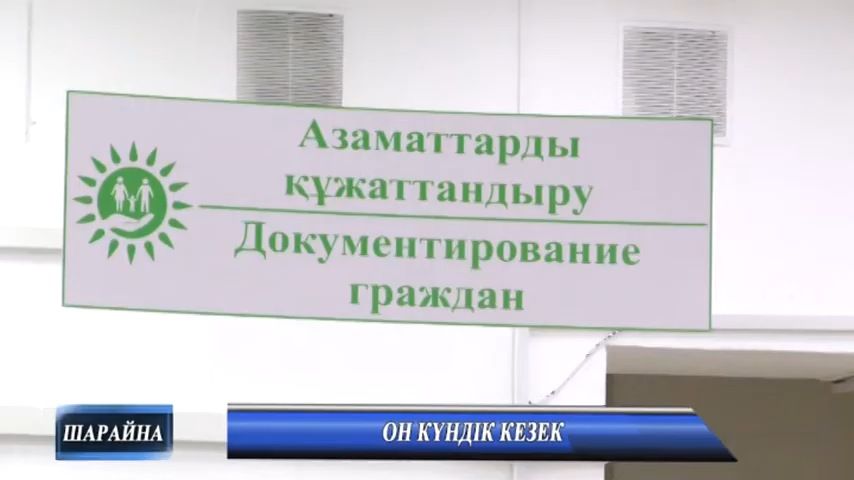 Азаматтарды
құжаттандыру
Документирование
граждан
ШАРАЙНА
ОН КҮНДІК КЕЗЕК